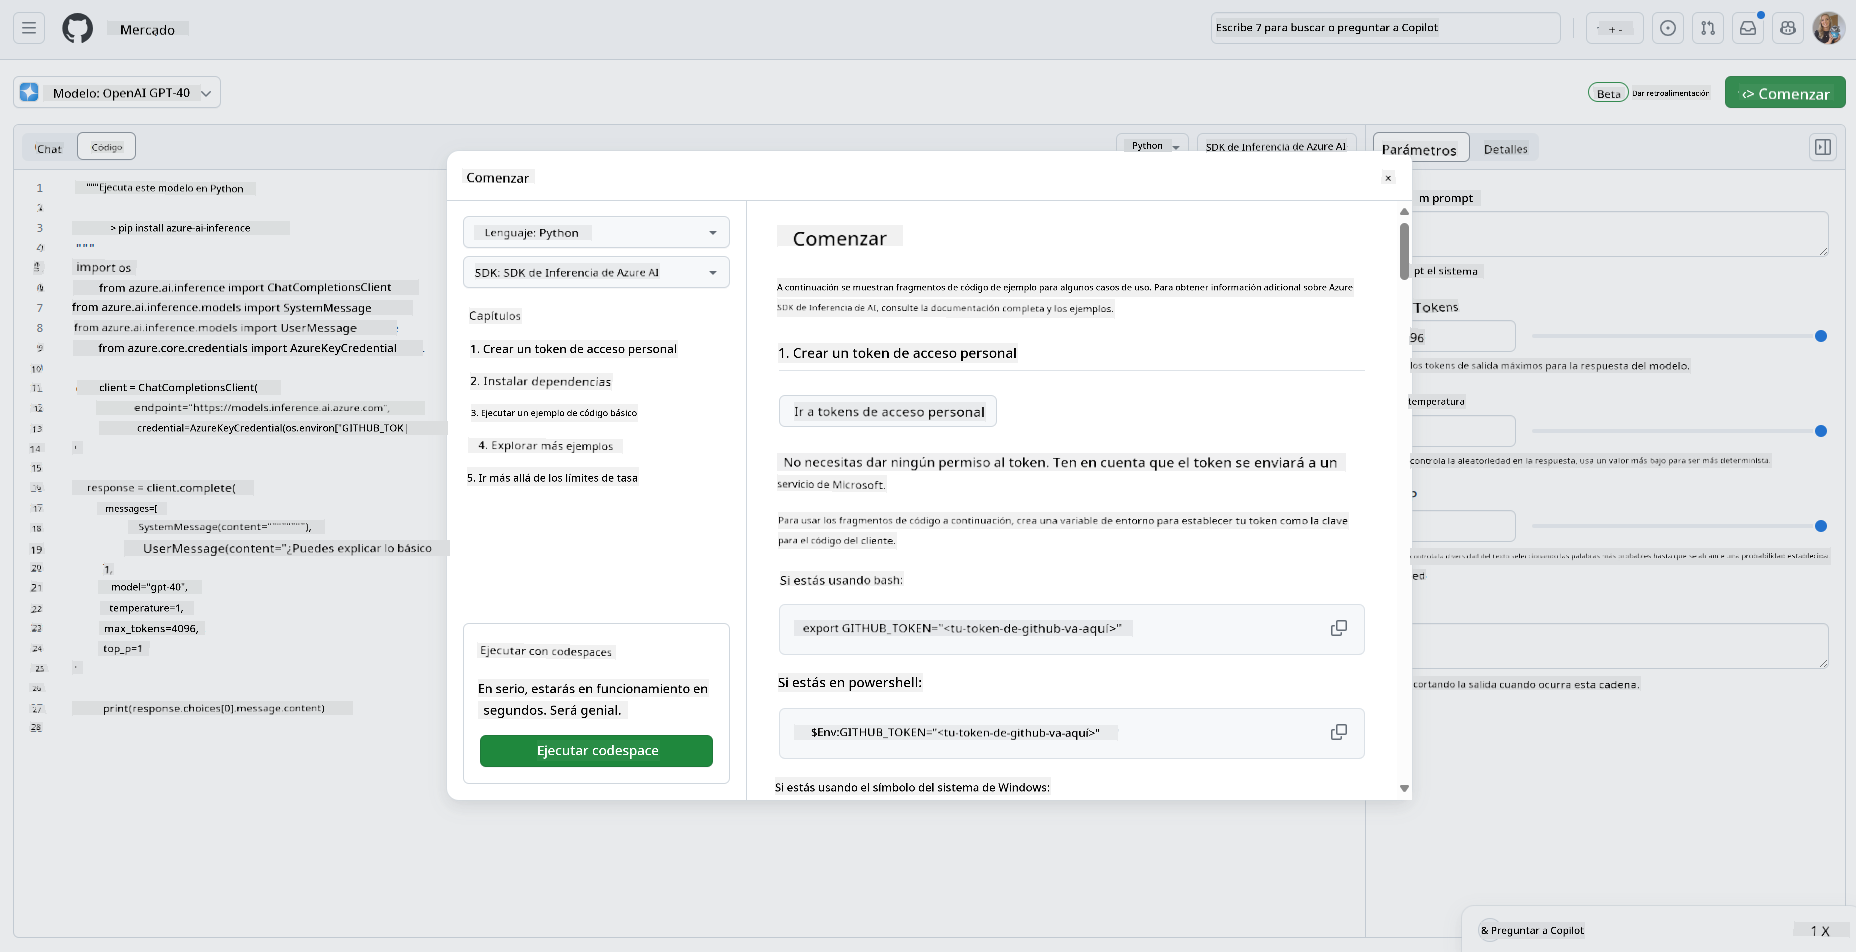 Mercado
Escribe 7 para buscar o preguntar a Copilot
+ -
Modelo: OpenAI GPT-40
Beta
Dar retroalimentación
<> Comenzar
Chat
Código
Python
SDK de Inferencia de Azure AI
Parámetros
Detalles
1 """Ejecuta este modelo en Python
2
3 > pip install azure-ai-inference
4 """
5 import os
6 from azure.ai.inference import ChatCompletionsClient
7 from azure.ai.inference.models import SystemMessage
8 from azure.ai.inference.models import UserMessage
9 from azure.core.credentials import AzureKeyCredential
10
11 client = ChatCompletionsClient(
12 endpoint="https://models.inference.ai.azure.com",
13 credential=AzureKeyCredential(os.environ["GITHUB_TOK
14
15
16 response = client.complete(
17 messages=[
18 SystemMessage(content="""""""),
19 UserMessage(content="¿Puedes explicar lo básico
20 ],
21 model="gpt-40",
22 temperature=1,
23 max_tokens=4096,
24 top_p=1
25
26
27 print(response.choices[0].message.content)
28
Comenzar
×
Lenguaje: Python
SDK: SDK de Inferencia de Azure AI
Capítulos
1. Crear un token de acceso personal
2. Instalar dependencias
3. Ejecutar un ejemplo de código básico
4. Explorar más ejemplos
5. Ir más allá de los límites de tasa
Ejecutar con codespaces
En serio, estarás en funcionamiento en
segundos. Será genial.
Ejecutar codespace
Comenzar
A continuación se muestran fragmentos de código de ejemplo para algunos casos de uso. Para obtener información adicional sobre Azure
SDK de Inferencia de AI, consulte la documentación completa y los ejemplos.
1. Crear un token de acceso personal
Ir a tokens de acceso personal
No necesitas dar ningún permiso al token. Ten en cuenta que el token se enviará a un
servicio de Microsoft.
Para usar los fragmentos de código a continuación, crea una variable de entorno para establecer tu token como la clave
para el código del cliente.
Si estás usando bash:
export GITHUB_TOKEN="<tu-token-de-github-va-aquí>"
Si estás en powershell:
$Env:GITHUB_TOKEN="<tu-token-de-github-va-aquí>"
Si estás usando el símbolo del sistema de Windows:
m prompt
pt el sistema
Tokens
96
los tokens de salida máximos para la respuesta del modelo.
temperatura
controla la aleatoriedad en la respuesta, usa un valor más bajo para ser más determinista.
ed
cortando la salida cuando ocurra esta cadena.
& Preguntar a Copilot
1 X